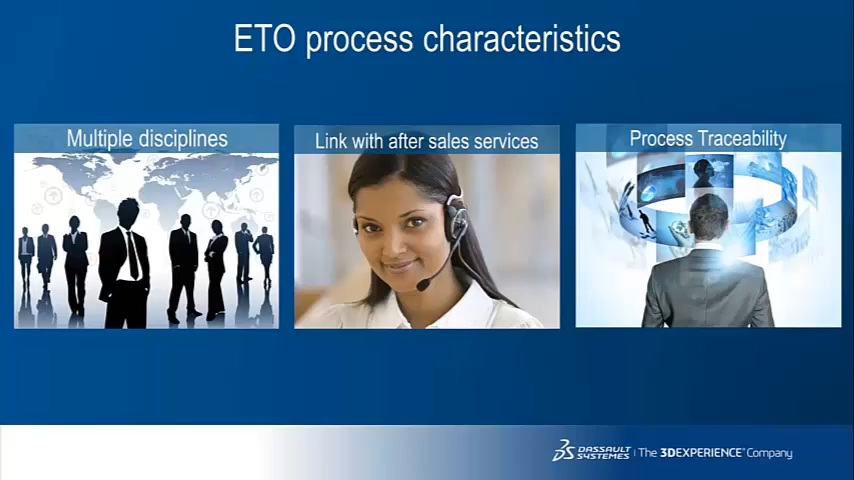 ETO process characteristics
Multiple disciplines
Link with after sales services
Process Traceability
DASSAULT SYSTEMES | The 3DEXPERIENCE® Company